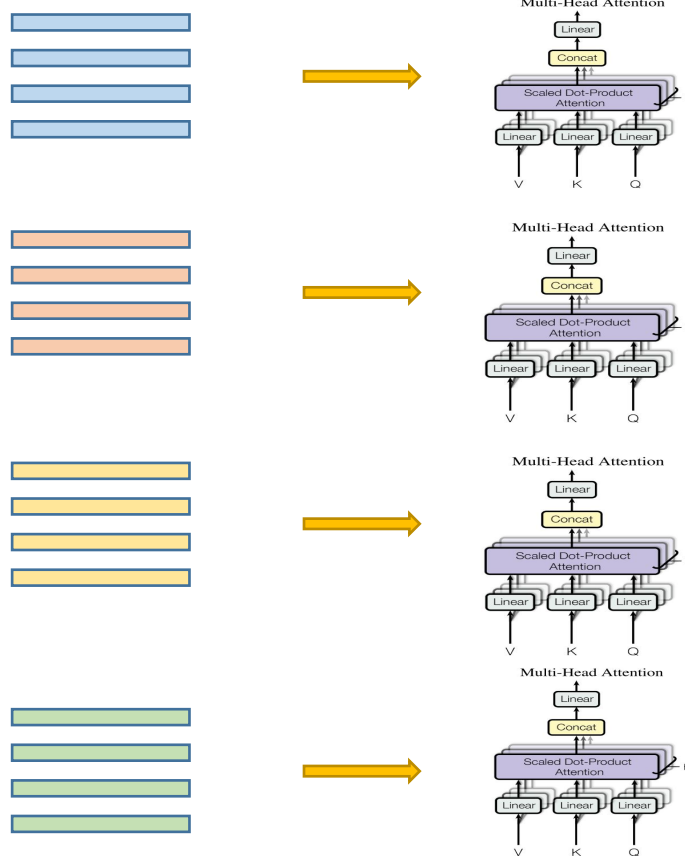 Multi-Head Attention
Linear
Concat
Scaled Dot-Product
Attention
Linear Linear Linear
V K Q
Multi-Head Attention
Linear
Concat
Scaled Dot-Product
Attention
Linear Linear Linear
V K Q
Multi-Head Attention
Linear
Concat
Scaled Dot-Product
Attention
Linear Linear Linear
V K Q
Multi-Head Attention
Linear
Concat
Scaled Dot-Product
Attention
Linear Linear Linear
V K Q